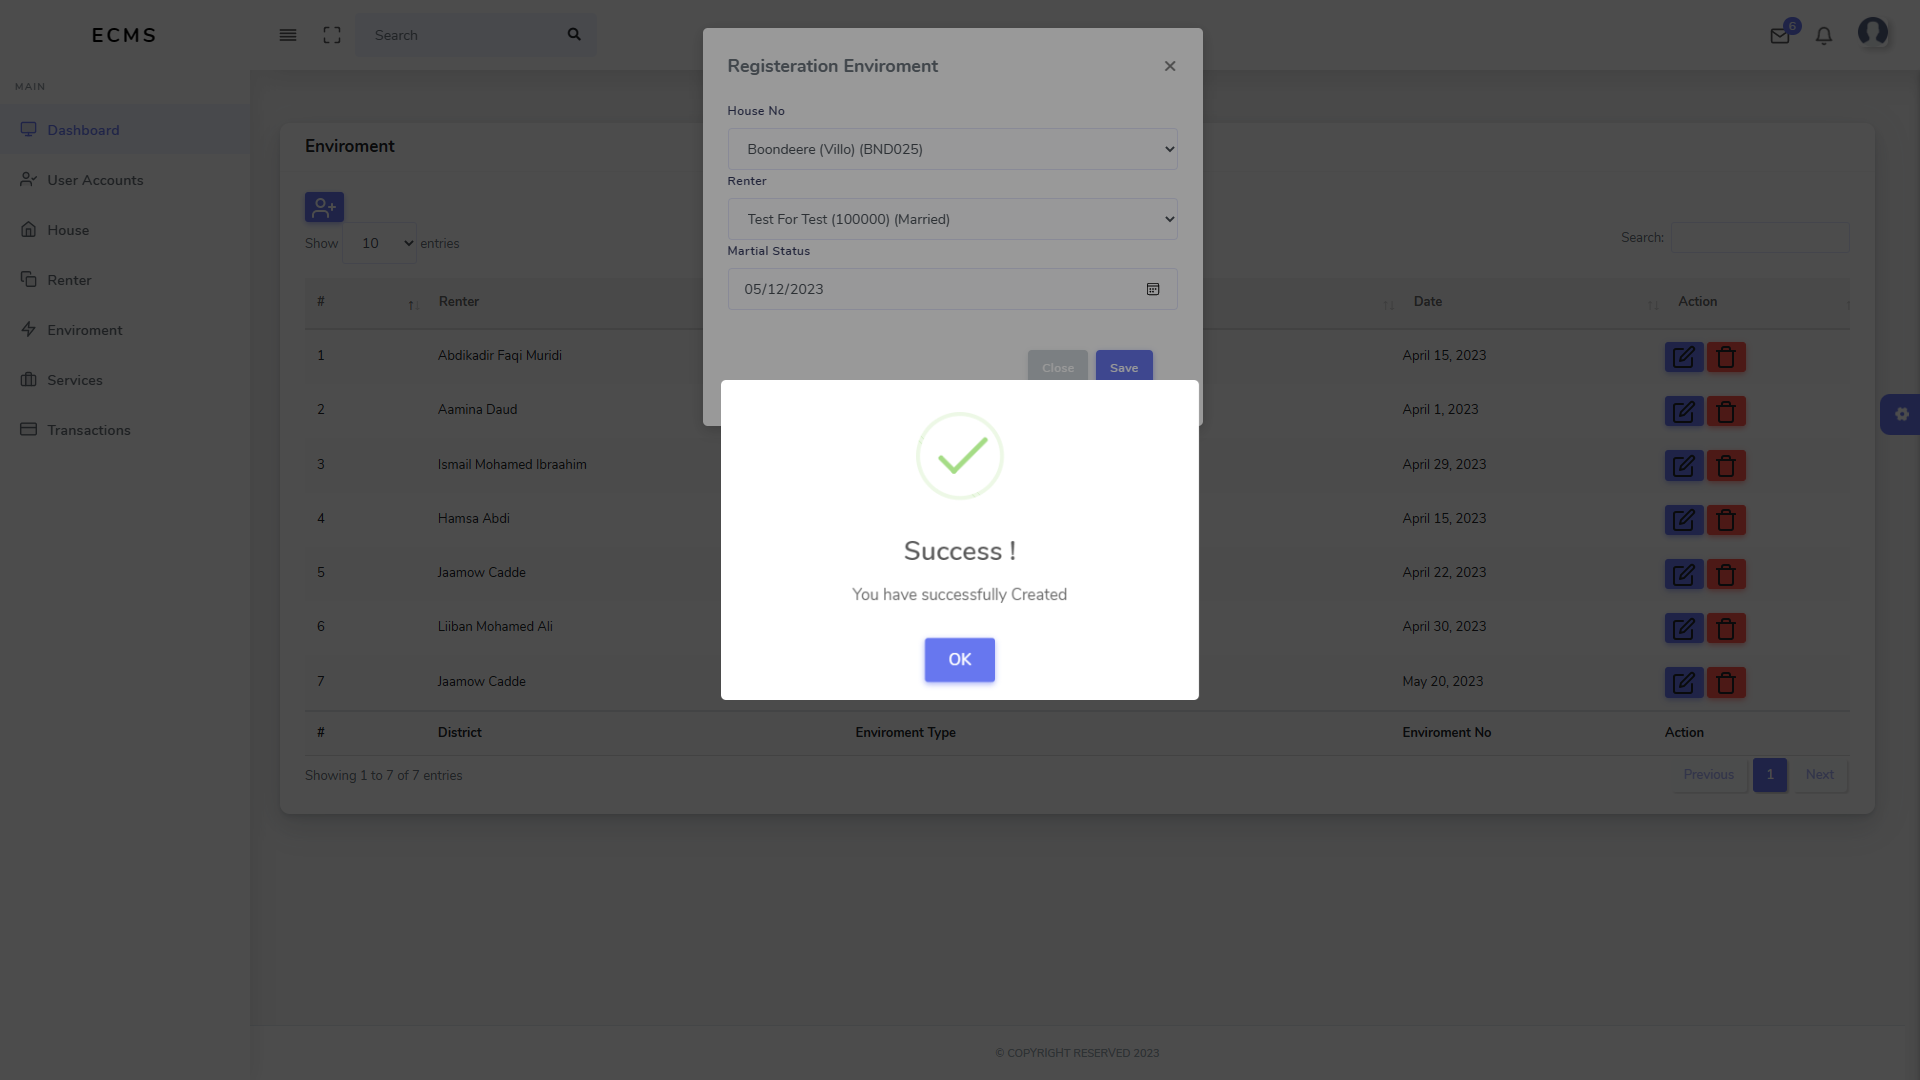 ECMS
Search
6
MAIN
Dashboard
User Accounts
House
Renter
Enviroment
Services
Transactions
Enviroment
Show 10 entries
Search:
# Renter Date Action
1 Abdikadir Faqi Muridi April 15, 2023
2 Aamina Daud April 1, 2023
3 Ismail Mohamed Ibraahim April 29, 2023
4 Hamsa Abdi April 15, 2023
5 Jaamow Cadde April 22, 2023
6 Liiban Mohamed Ali April 30, 2023
7 Jaamow Cadde May 20, 2023
# District Enviroment Type Enviroment No Action
Showing 1 to 7 of 7 entries
Previous 1 Next
Registeration Enviroment
×
House No
Boondeere (Villo) (BND025)
Renter
Test For Test (100000) (Married)
Martial Status
05/12/2023
Close Save
Success !
You have successfully Created
OK
© COPYRIGHT RESERVED 2023